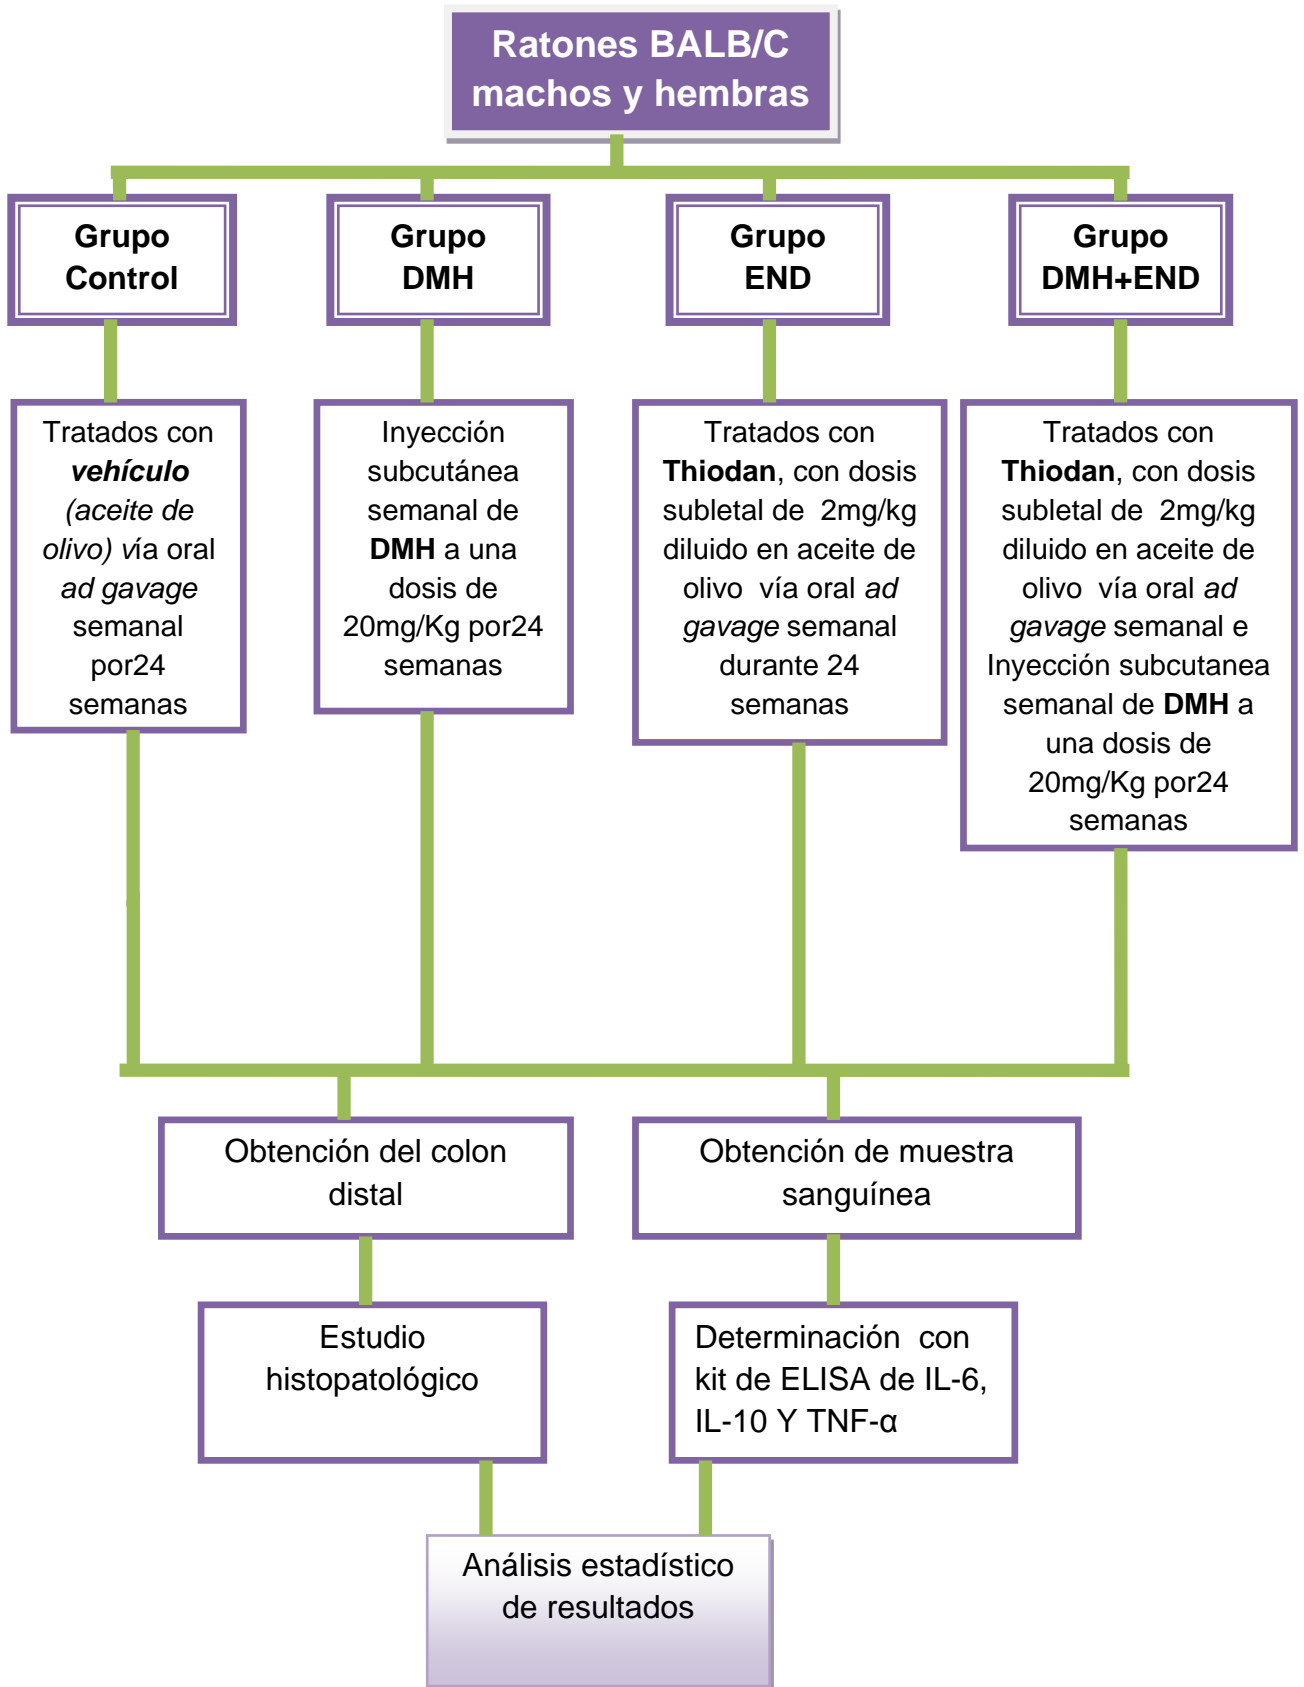 Ratones BALB/C
machos y hembras
Grupo
Control
Grupo
DMH
Grupo
END
Grupo
DMH+END
Tratados con
vehículo
(aceite de
olivo) vía oral
ad gavage
semanal
por24
semanas
Inyección
subcutánea
semanal de
DMH a una
dosis de
20mg/Kg por24
semanas
Tratados con
Thiodan, con dosis
subletal de 2mg/kg
diluido en aceite de
olivo vía oral ad
gavage semanal
durante 24
semanas
Tratados con
Thiodan, con dosis
subletal de 2mg/kg
diluido en aceite de
olivo vía oral ad
gavage semanal e
Inyección subcutanea
semanal de DMH a
una dosis de
20mg/Kg por24
semanas
Obtención del colon
distal
Obtención de muestra
sanguínea
Estudio
histopatológico
Determinación con
kit de ELISA de IL-6,
IL-10 Y TNF-α
Análisis estadístico
de resultados